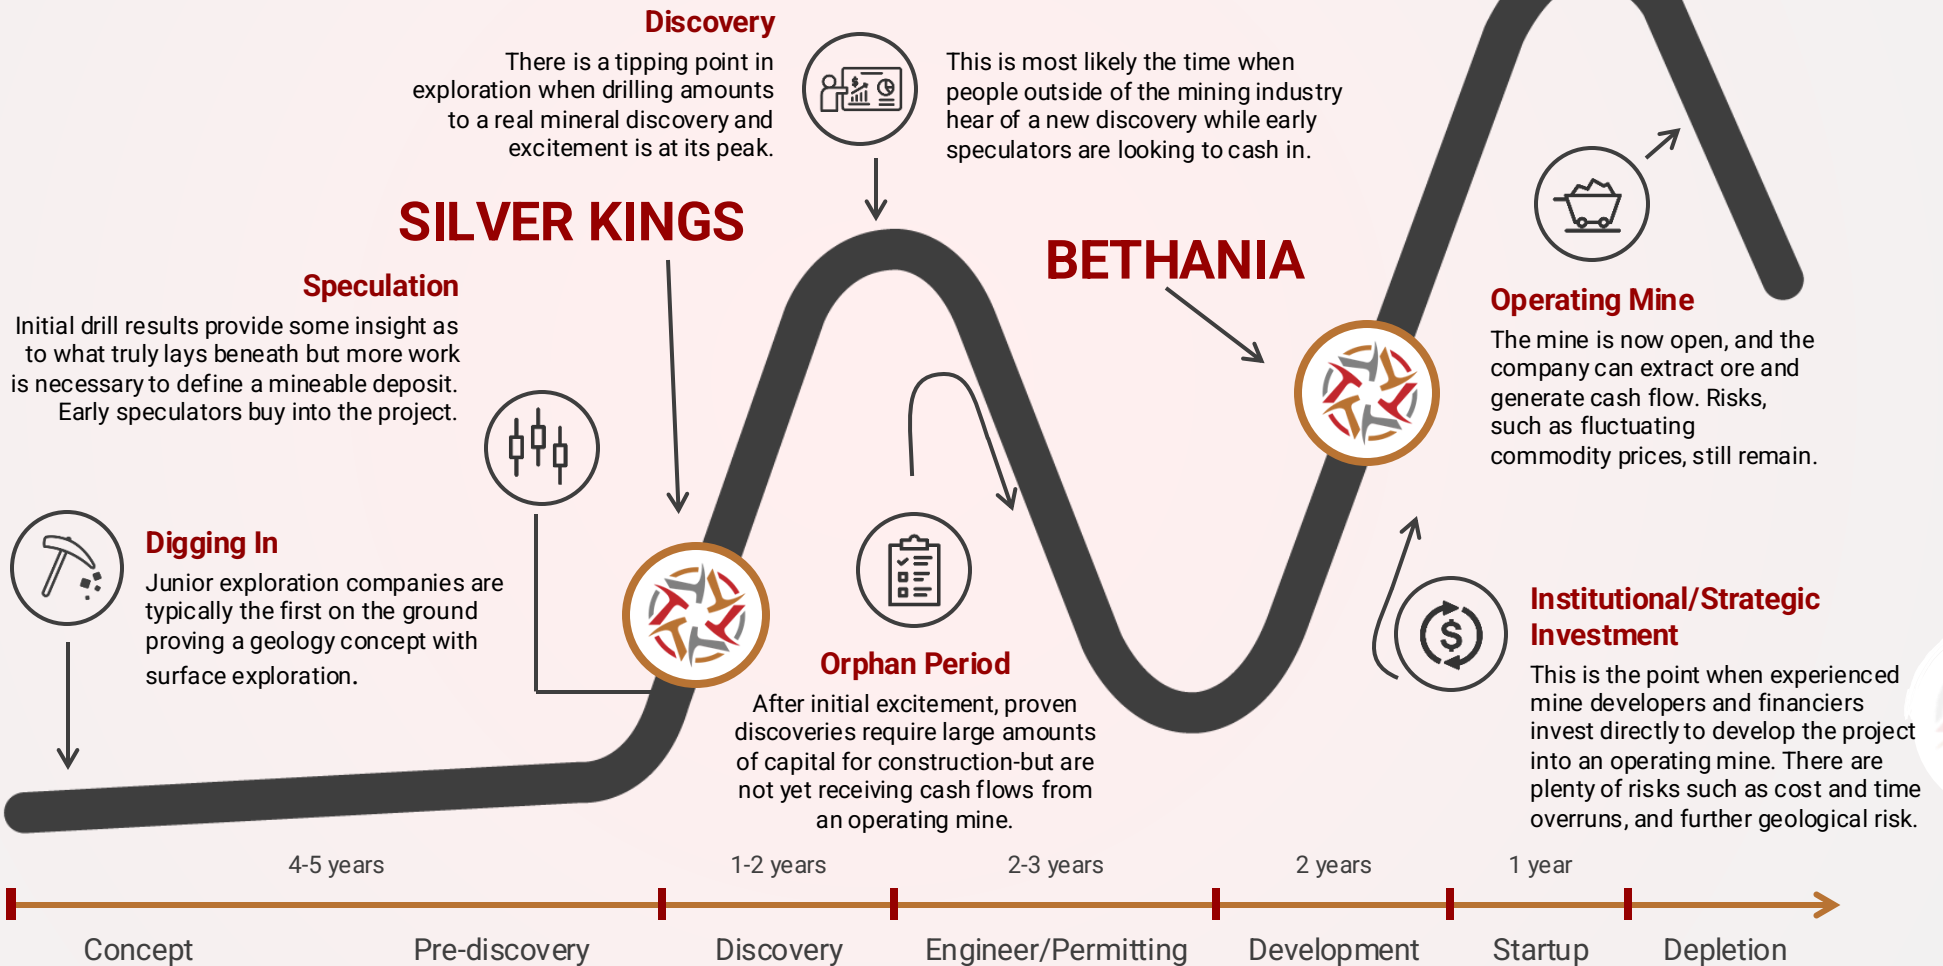 Discovery
There is a tipping point in
exploration when drilling amounts
to a real mineral discovery and
excitement is at its peak.
This is most likely the time when
people outside of the mining industry
hear of a new discovery while early
speculators are looking to cash in.
SILVER KINGS
BETHANIA
Speculation
Initial drill results provide some insight as
to what truly lays beneath but more work
is necessary to define a mineable deposit.
Early speculators buy into the project.
Operating Mine
The mine is now open, and the
company can extract ore and
generate cash flow. Risks,
such as fluctuating
commodity prices, still remain.
Digging In
Junior exploration companies are
typically the first on the ground
proving a geology concept with
surface exploration.
Orphan Period
After initial excitement, proven
discoveries require large amounts
of capital for construction-but are
not yet receiving cash flows from
an operating mine.
$
$
Institutional/Strategic
Investment
This is the point when experienced
mine developers and financiers
invest directly to develop the project
into an operating mine. There are
plenty of risks such as cost and time
overruns, and further geological risk.
4-5 years
1-2 years
2-3 years
2 years
1 year
Concept
Pre-discovery
Discovery
Engineer/Permitting
Development
Startup
Depletion